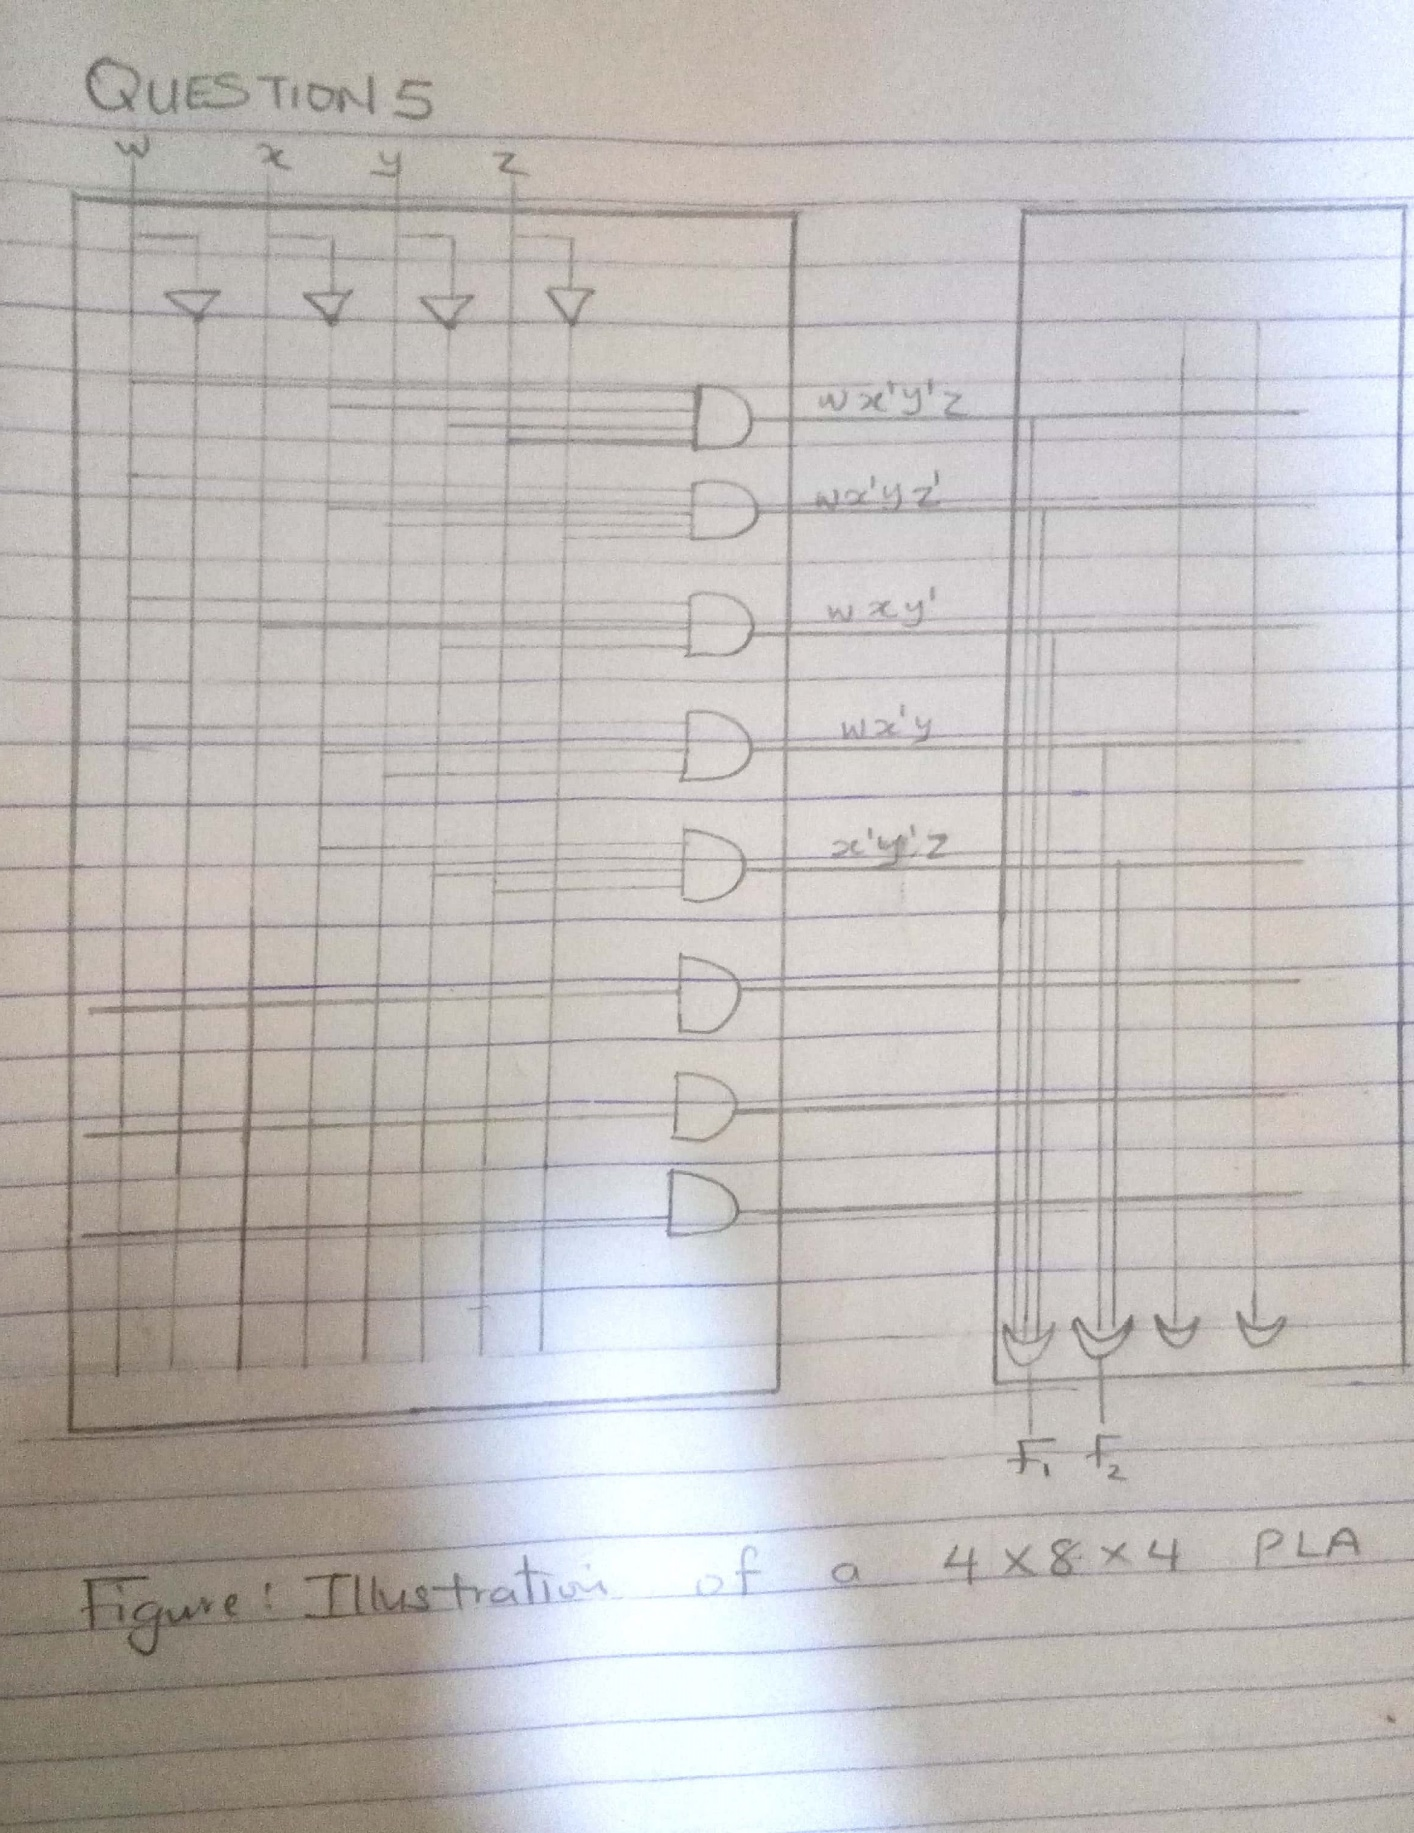 QUESTION 5
w x y z
wx'y'z
wx'yz'
wxy'
wx'y
x'y'z
F₁ F₂
Figure: Illustration of a 4×8×4 PLA